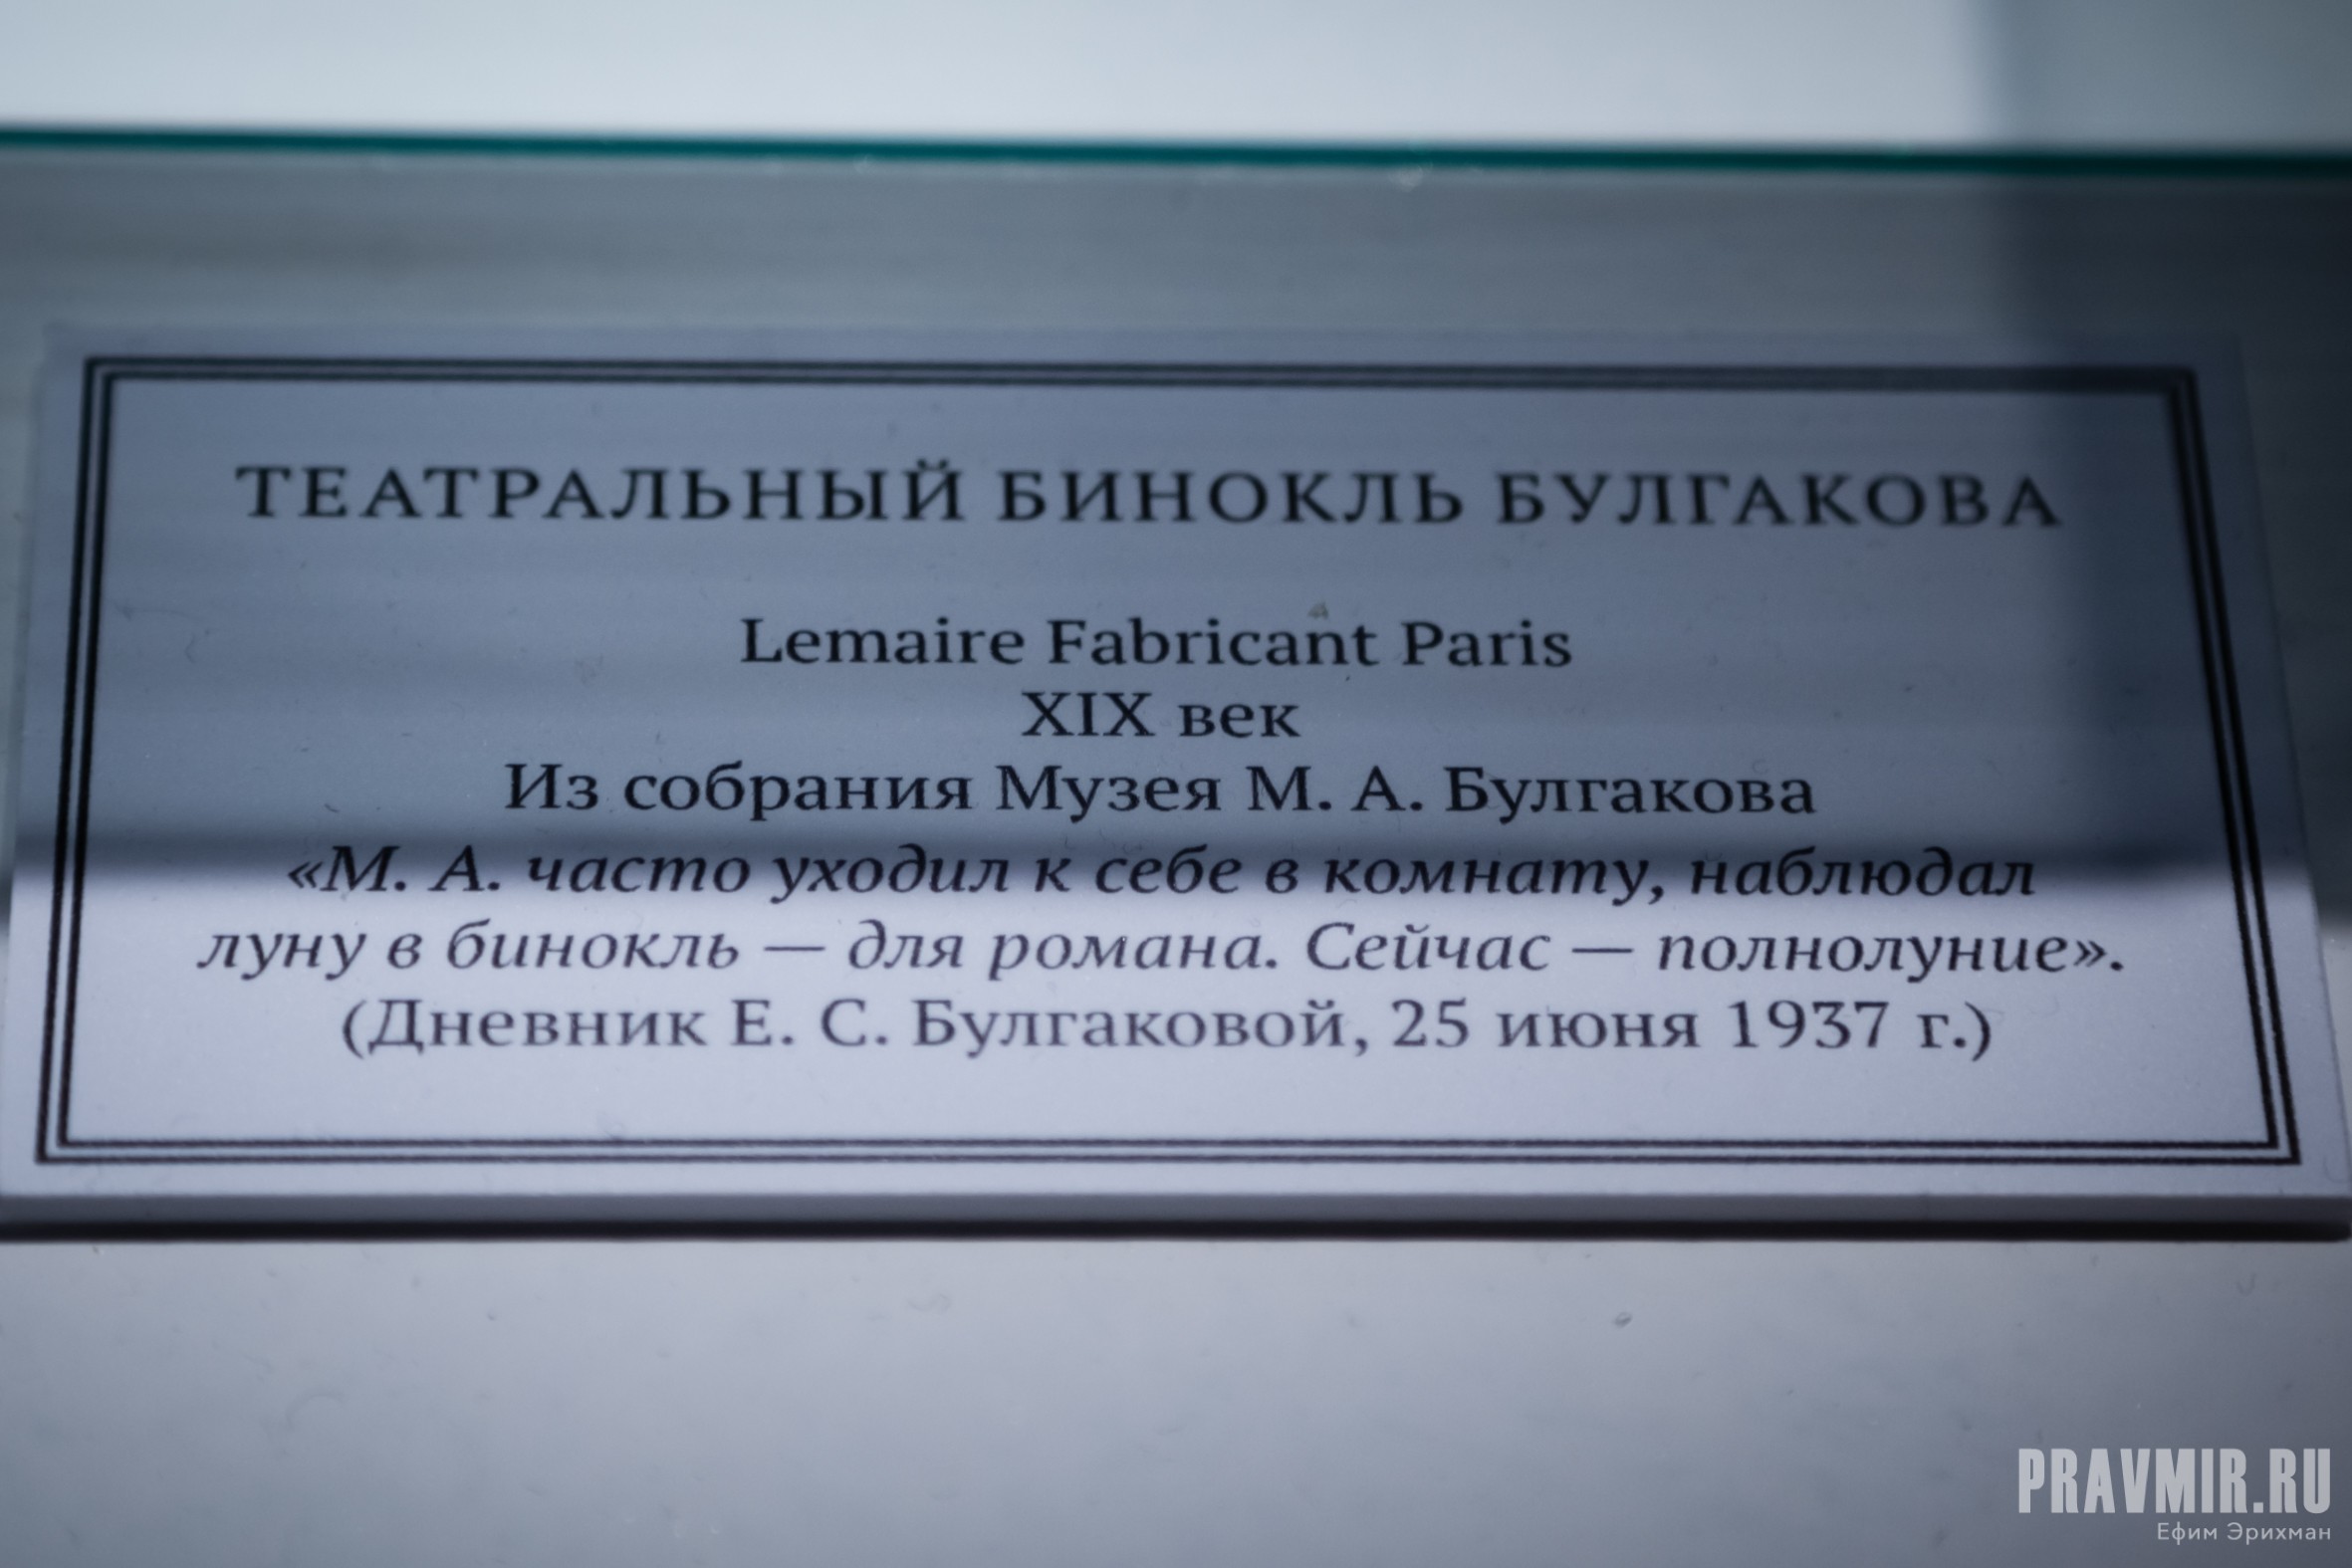 ТЕАТРАЛЬНЫЙ БИНОКЛЬ БУЛГАКОВА
Lemaire Fabricant Paris
XIX век
Из собрания Музея М. А. Булгакова
«М. А. часто уходил к себе в комнату, наблюдал
луну в бинокль — для романа. Сейчас — полнолуние».
(Дневник Е. С. Булгаковой, 25 июня 1937 г.)
PRAVMIR.RU
Ефим Эрихман